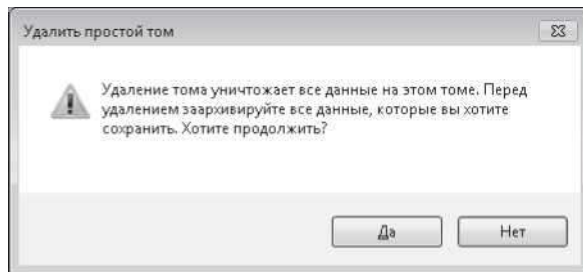 Удалить простой том
Удаление тома уничтожает все данные на этом томе. Перед
удалением заархивируйте все данные, которые вы хотите
сохранить. Хотите продолжить?
Да
Нет